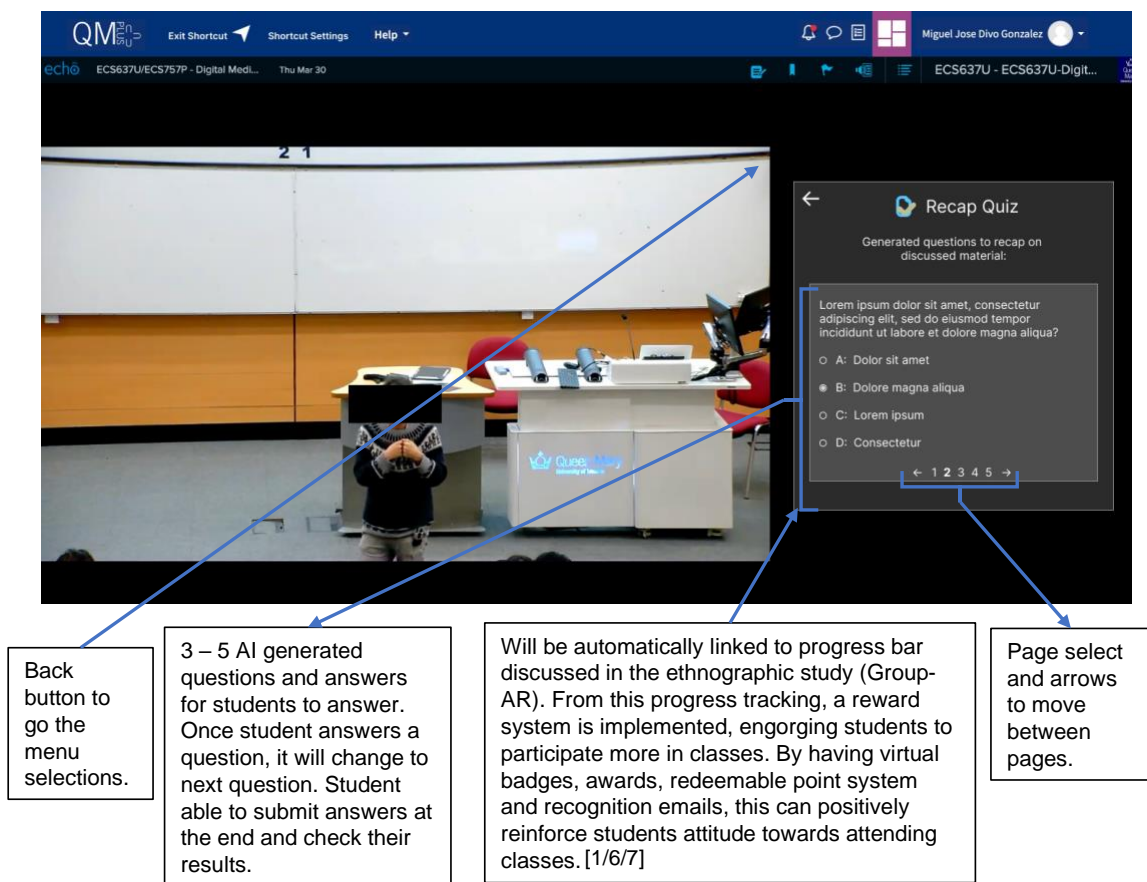 QM PLUS
Exit Shortcut
Shortcut Settings
Help
Miguel Jose Divo Gonzalez
echo
ECS637U/ECS757P - Digital Medi...
Thu Mar 30
ECS637U - ECS637U-Digit...
2 1
Recap Quiz
Generated questions to recap on
discussed material:
Lorem ipsum dolor sit amet, consectetur
adipiscing elit, sed do eiusmod tempor
incididunt ut labore et dolore magna aliqua?
A: Dolor sit amet
B: Dolore magna aliqua
C: Lorem ipsum
D: Consectetur
← 1 2 3 4 5 →
Queen Mary
University of London
Back
button to
go the
menu
selections.
3 – 5 AI generated
questions and answers
for students to answer.
Once student answers a
question, it will change to
next question. Student
able to submit answers at
the end and check their
results.
Will be automatically linked to progress bar
discussed in the ethnographic study (Group-
AR). From this progress tracking, a reward
system is implemented, engorging students to
participate more in classes. By having virtual
badges, awards, redeemable point system
and recognition emails, this can positively
reinforce students attitude towards attending
classes. [1/6/7]
Page select
and arrows
to move
between
pages.